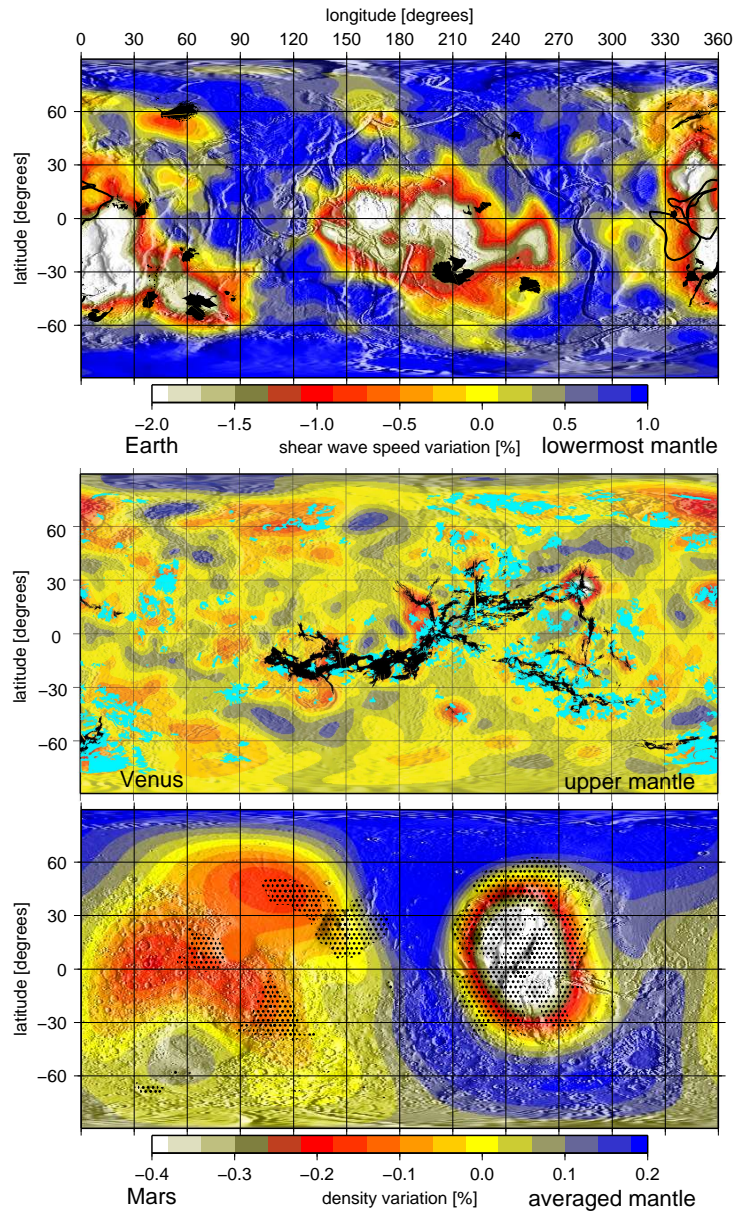 longitude [degrees]
0 30 60 90 120 150 180 210 240 270 300 330 360
60
30
0
−30
−60
latitude [degrees]
−2.0 −1.5 −1.0 −0.5 0.0 0.5 1.0
Earth shear wave speed variation [%] lowermost mantle
60
30
0
−30
−60
latitude [degrees]
Venus upper mantle
60
30
0
−30
−60
latitude [degrees]
−0.4 −0.3 −0.2 −0.1 0.0 0.1 0.2
Mars density variation [%] averaged mantle